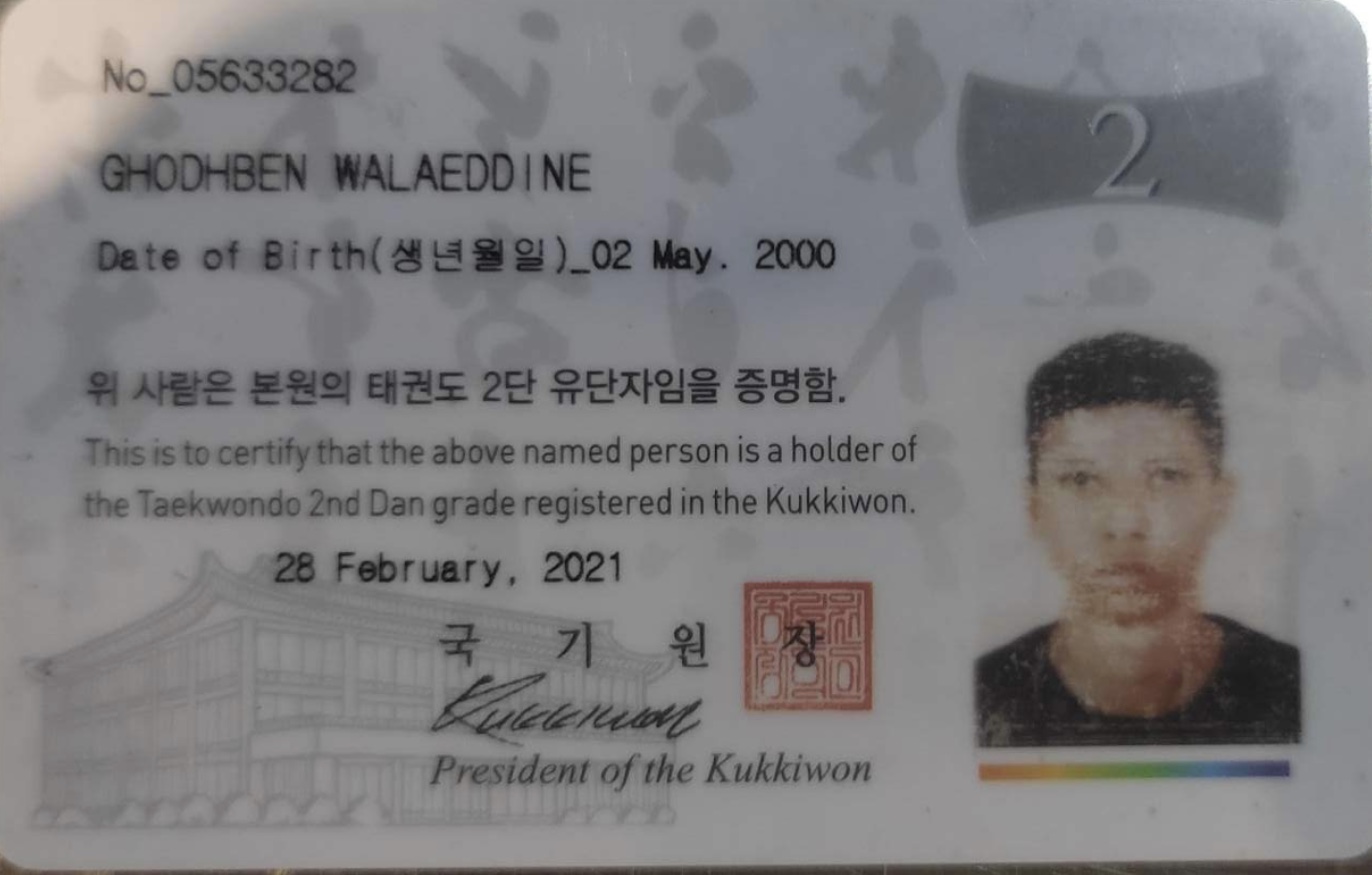 No_05633282
2
GHODHBEN WALAEDDINE
Date of Birth(생년월일)_02 May. 2000
위 사람은 본원의 태권도 2단 유단자임을 증명함.
This is to certify that the above named person is a holder of
the Taekwondo 2nd Dan grade registered in the Kukkiwon.
28 February, 2021
국 기 원 장
Kukkiwon
President of the Kukkiwon